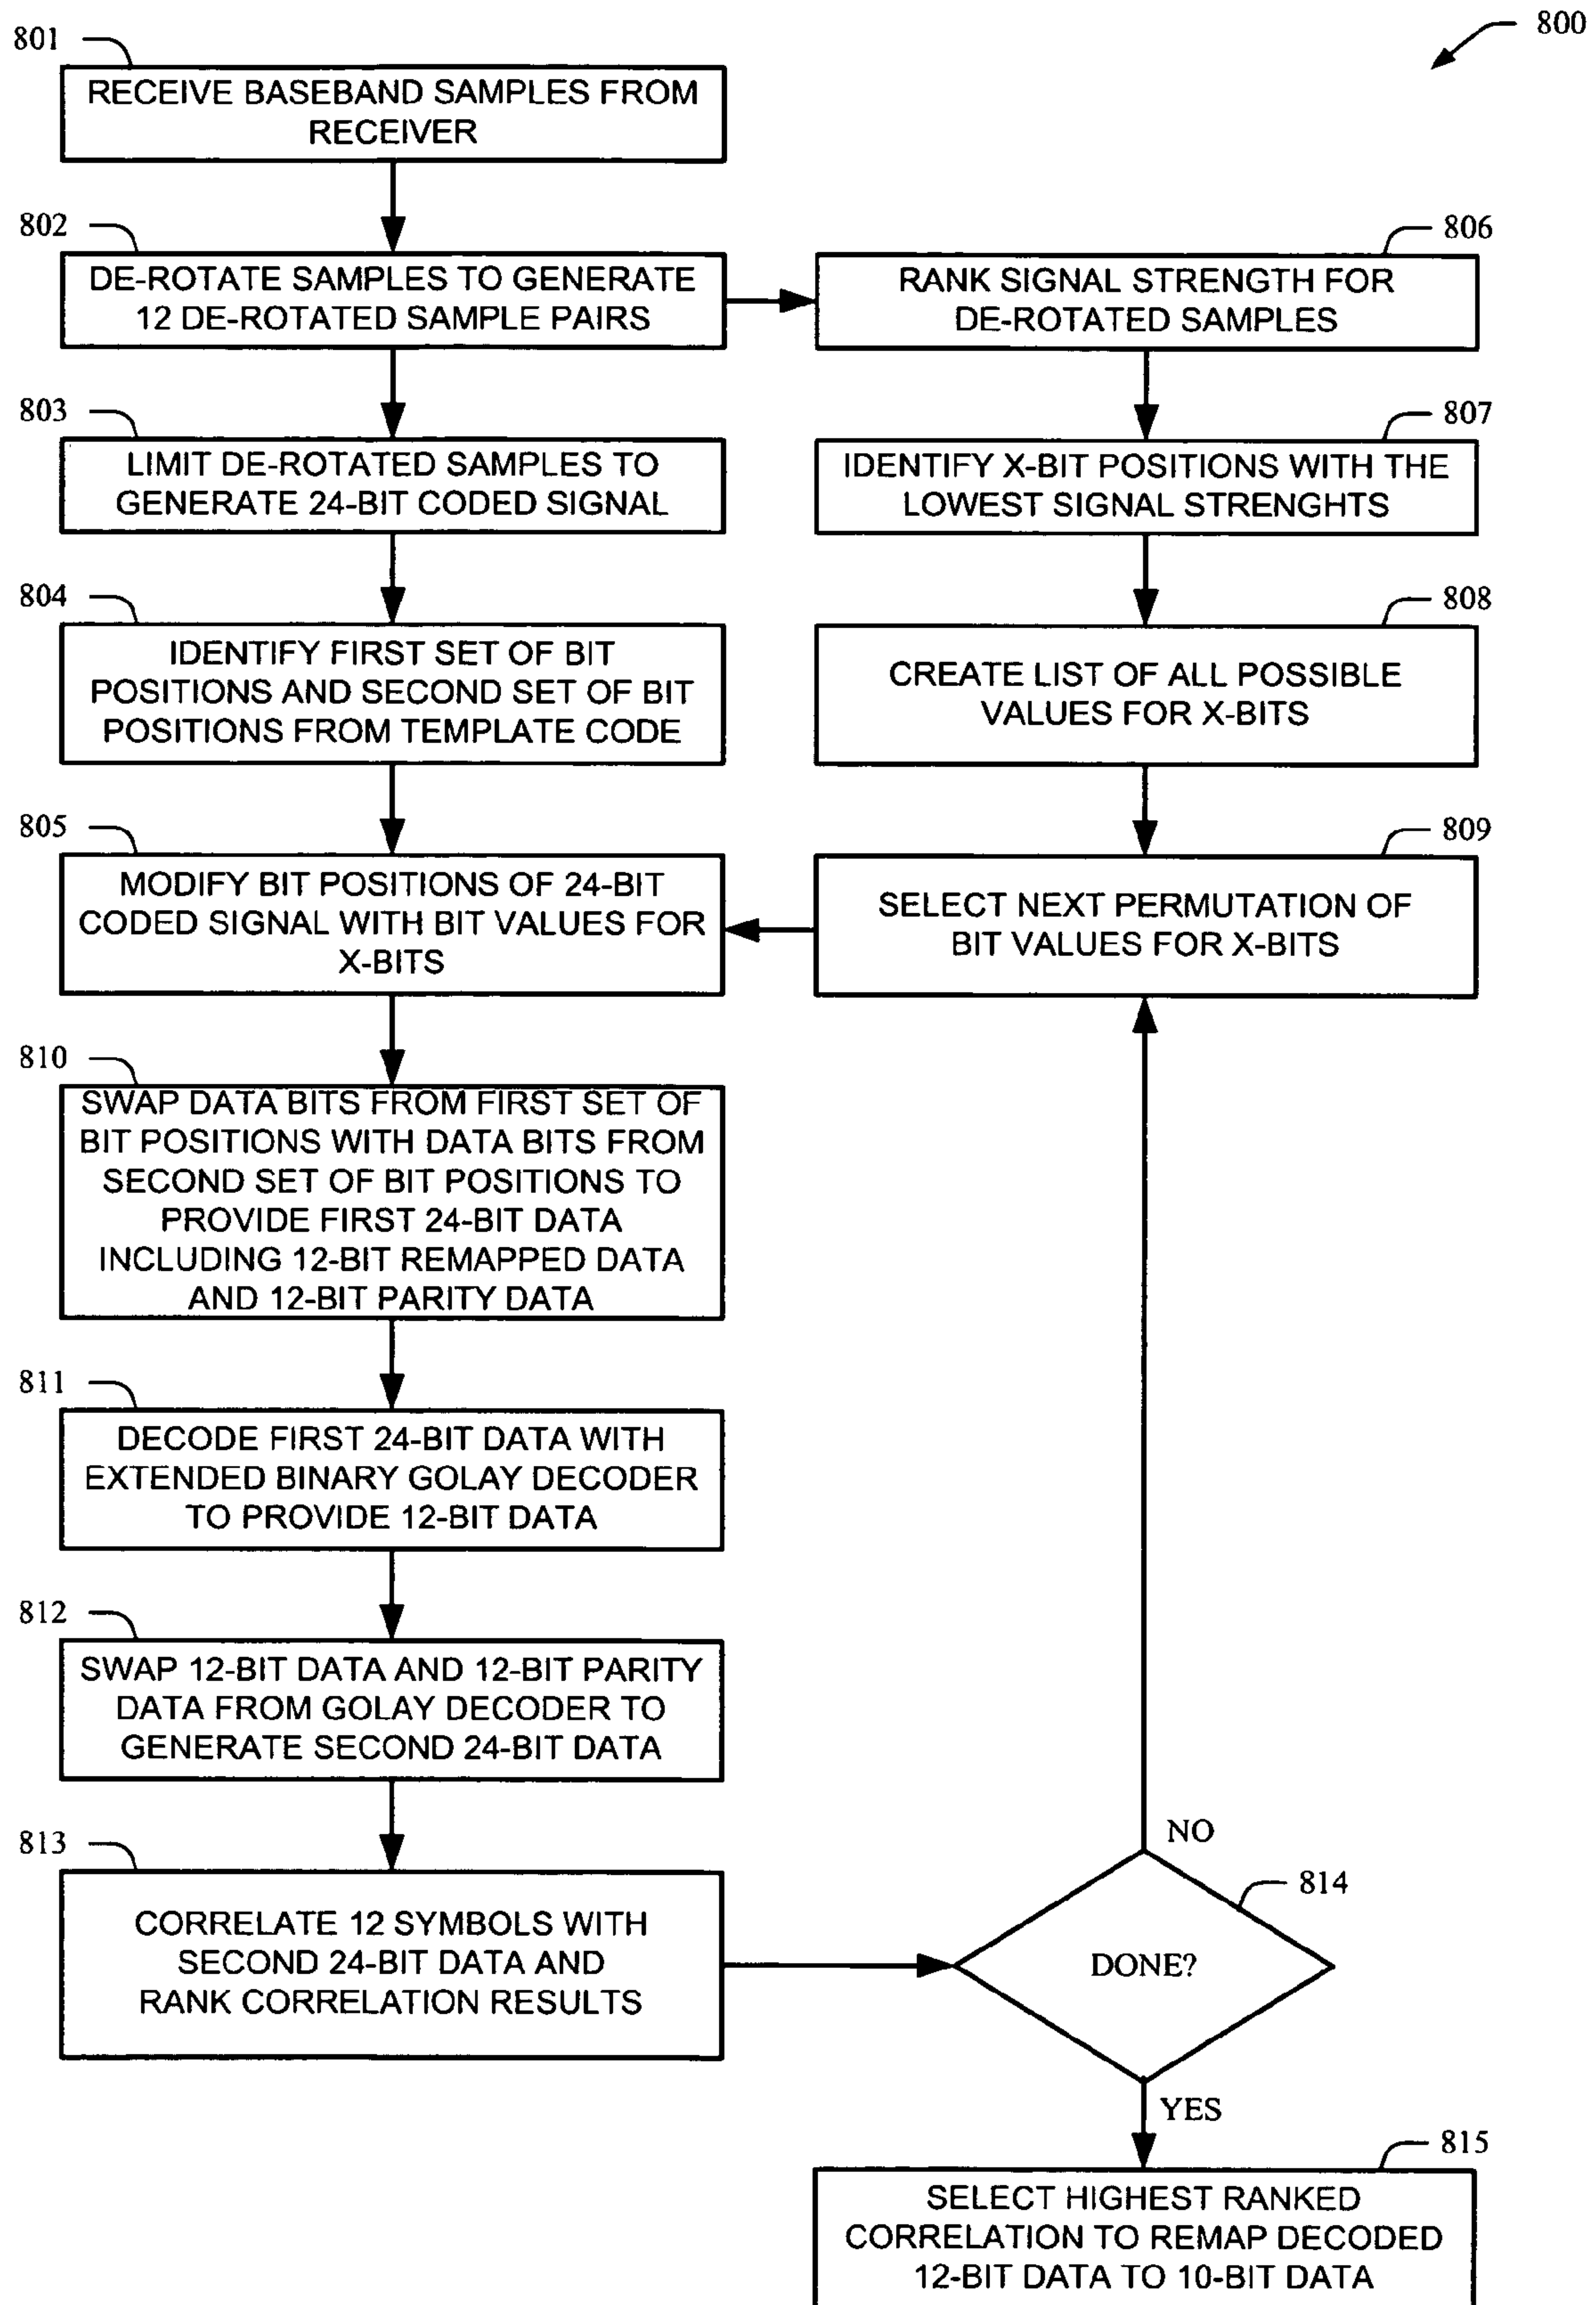 800
801
RECEIVE BASEBAND SAMPLES FROM
RECEIVER
802
DE-ROTATE SAMPLES TO GENERATE
12 DE-ROTATED SAMPLE PAIRS
806
RANK SIGNAL STRENGTH FOR
DE-ROTATED SAMPLES
803
LIMIT DE-ROTATED SAMPLES TO
GENERATE 24-BIT CODED SIGNAL
807
IDENTIFY X-BIT POSITIONS WITH THE
LOWEST SIGNAL STRENGHTS
804
IDENTIFY FIRST SET OF BIT
POSITIONS AND SECOND SET OF BIT
POSITIONS FROM TEMPLATE CODE
808
CREATE LIST OF ALL POSSIBLE
VALUES FOR X-BITS
805
MODIFY BIT POSITIONS OF 24-BIT
CODED SIGNAL WITH BIT VALUES FOR
X-BITS
809
SELECT NEXT PERMUTATION OF
BIT VALUES FOR X-BITS
810
SWAP DATA BITS FROM FIRST SET OF
BIT POSITIONS WITH DATA BITS FROM
SECOND SET OF BIT POSITIONS TO
PROVIDE FIRST 24-BIT DATA
INCLUDING 12-BIT REMAPPED DATA
AND 12-BIT PARITY DATA
811
DECODE FIRST 24-BIT DATA WITH
EXTENDED BINARY GOLAY DECODER
TO PROVIDE 12-BIT DATA
812
SWAP 12-BIT DATA AND 12-BIT PARITY
DATA FROM GOLAY DECODER TO
GENERATE SECOND 24-BIT DATA
813
CORRELATE 12 SYMBOLS WITH
SECOND 24-BIT DATA AND
RANK CORRELATION RESULTS
NO
814
DONE?
YES
815
SELECT HIGHEST RANKED
CORRELATION TO REMAP DECODED
12-BIT DATA TO 10-BIT DATA